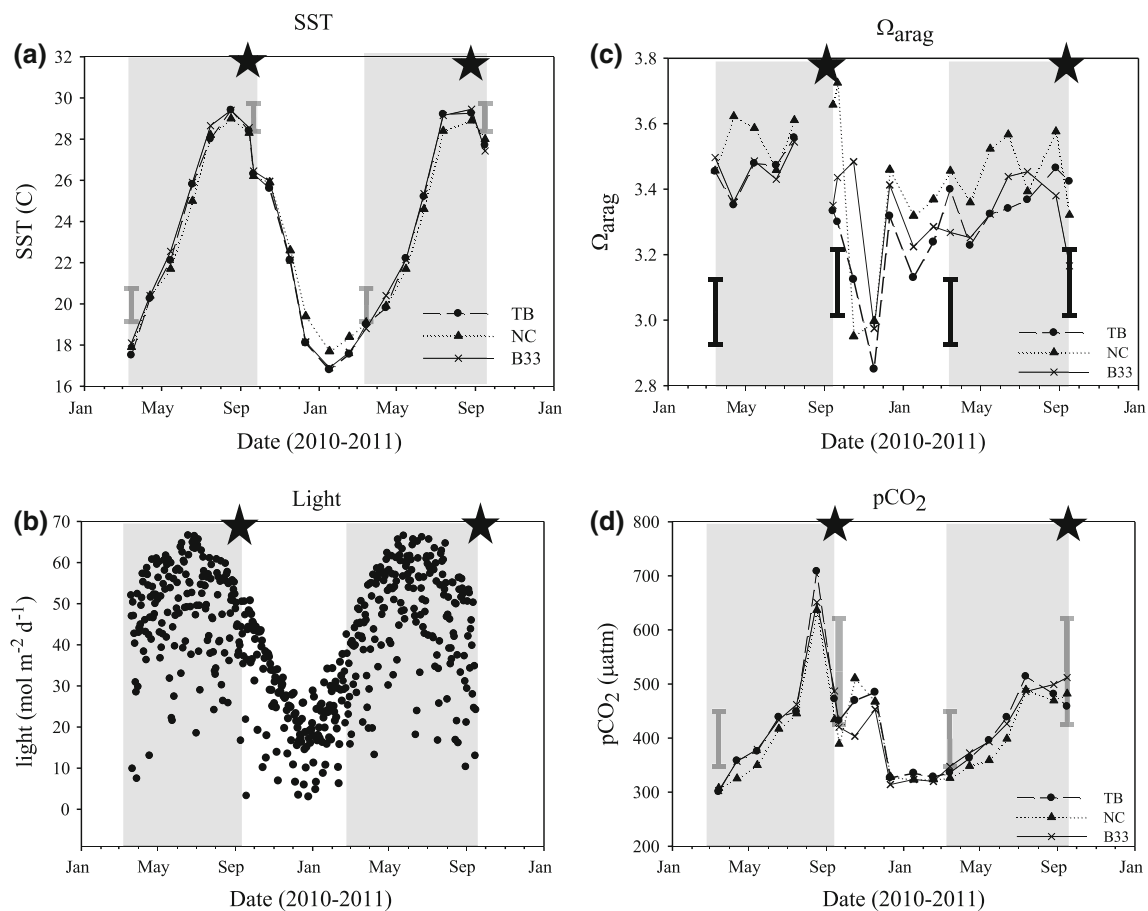 SST
(a)
32
30
28
26
24
22
20
18
16
SST (C)
TB
NC
B33
Jan May Sep Jan May Sep Jan
Date (2010-2011)
Ωarag
(c)
3.8
3.6
3.4
3.2
3.0
2.8
Ωarag
TB
NC
B33
Jan May Sep Jan May Sep Jan
Date (2010-2011)
Light
(b)
70
60
50
40
30
20
10
0
light (mol m-2 d-1)
Jan May Sep Jan May Sep Jan
Date (2010-2011)
pCO2
(d)
800
700
600
500
400
300
200
pCO2 (µatm)
TB
NC
B33
Jan May Sep Jan May Sep Jan
Date (2010-2011)